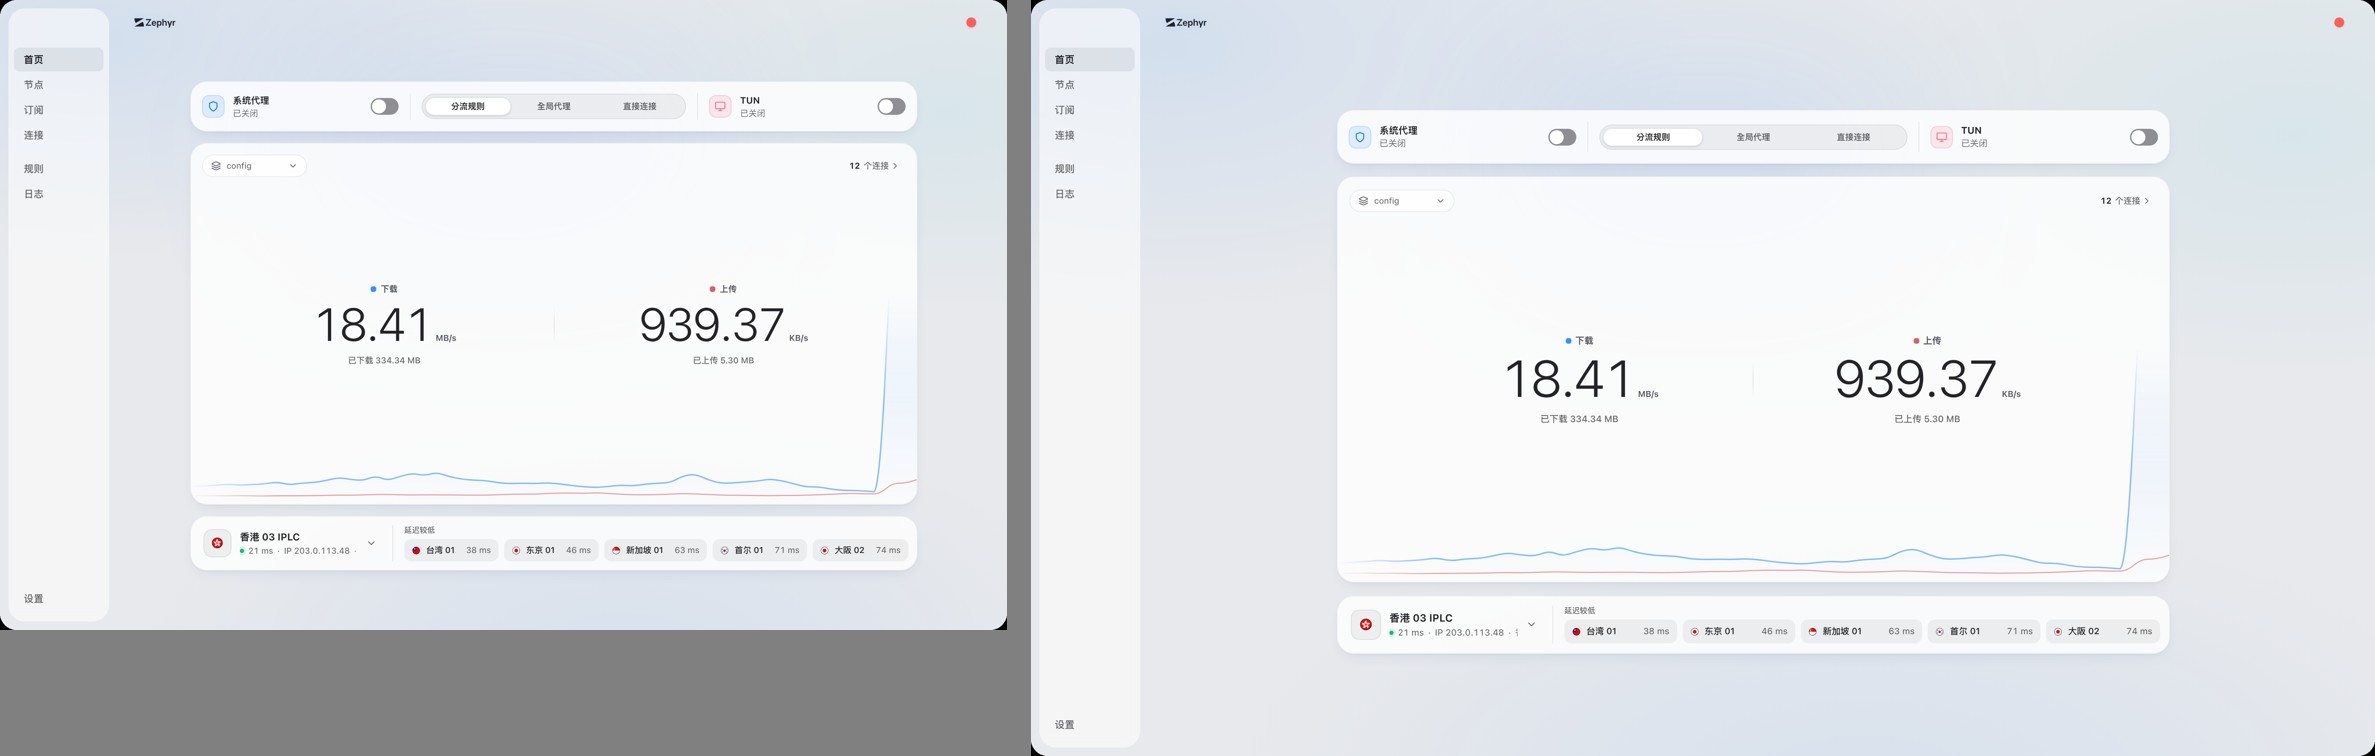 Zephyr
首页
节点
订阅
连接
规则
日志
设置
系统代理
已关闭
分流规则
全局代理
直接连接
TUN
已关闭
config
12 个连接
下载
18.41 MB/s
已下载 334.34 MB
上传
939.37 KB/s
已上传 5.30 MB
香港 03 IPLC
21 ms · IP 203.0.113.48 ·
延迟较低
台湾 01 38 ms
东京 01 46 ms
新加坡 01 63 ms
首尔 01 71 ms
大阪 02 74 ms
Zephyr
首页
节点
订阅
连接
规则
日志
设置
系统代理
已关闭
分流规则
全局代理
直接连接
TUN
已关闭
config
12 个连接
下载
18.41 MB/s
已下载 334.34 MB
上传
939.37 KB/s
已上传 5.30 MB
香港 03 IPLC
21 ms · IP 203.0.113.48 ·
延迟较低
台湾 01 38 ms
东京 01 46 ms
新加坡 01 63 ms
首尔 01 71 ms
大阪 02 74 ms